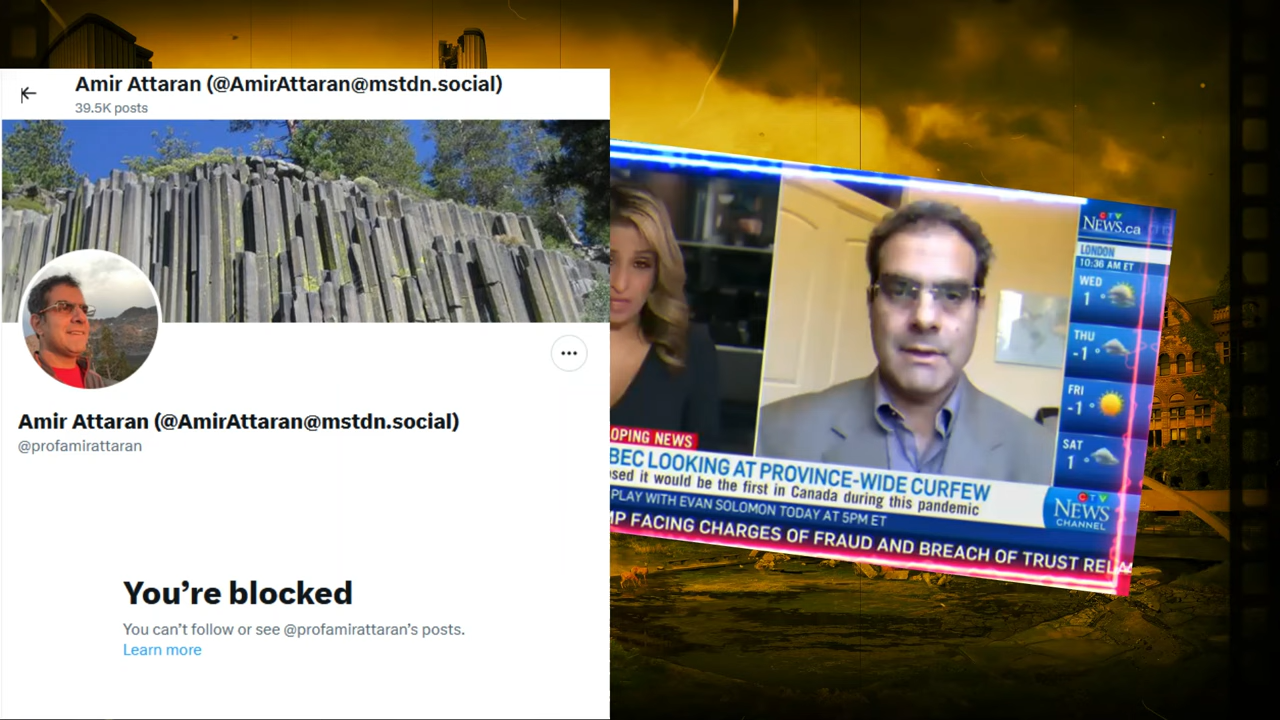 Amir Attaran (@AmirAttaran@mstdn.social)
39.5K posts
Amir Attaran (@AmirAttaran@mstdn.social)
@profamirattaran
You’re blocked
You can’t follow or see @profamirattaran’s posts.
Learn more
CTV
NEWS.ca
LONDON
10:36 AM ET
WED
1°
THU
-1°
FRI
-1°
SAT
1°
OPING NEWS
BEC LOOKING AT PROVINCE-WIDE CURFEW
sed it would be the first in Canada during this pandemic
PLAY WITH EVAN SOLOMON TODAY AT 5PM ET
MP FACING CHARGES OF FRAUD AND BREACH OF TRUST REL
CTV
NEWS
CHANNEL